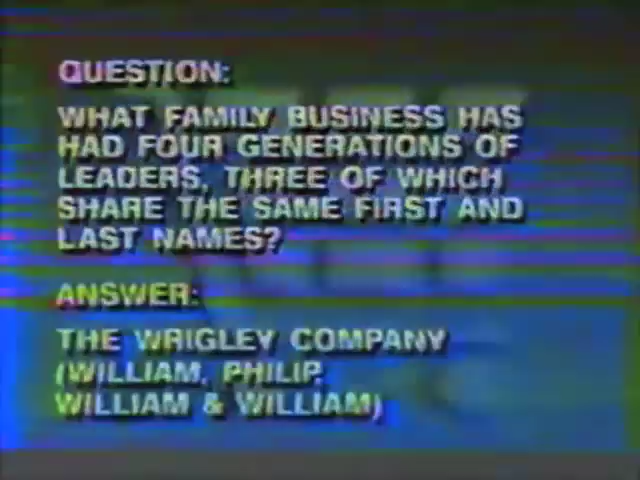 QUESTION:
WHAT FAMILY BUSINESS HAS
HAD FOUR GENERATIONS OF
LEADERS, THREE OF WHICH
SHARE THE SAME FIRST AND
LAST NAMES?
ANSWER:
THE WRIGLEY COMPANY
(WILLIAM, PHILIP,
WILLIAM & WILLIAM)